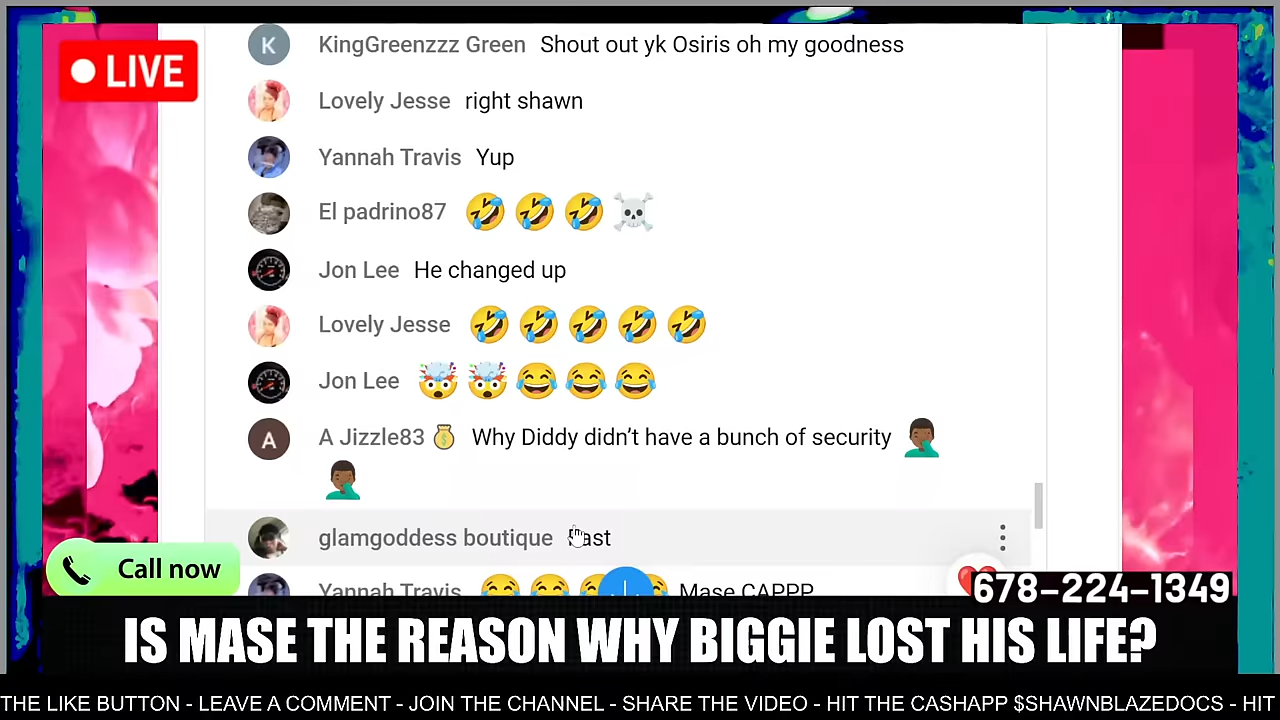 LIVE
K KingGreenzzz Green Shout out yk Osiris oh my goodness
Lovely Jesse right shawn
Yannah Travis Yup
El padrino87 🤣🤣🤣☠️
Jon Lee He changed up
Lovely Jesse 🤣🤣🤣🤣🤣
Jon Lee 🤯🤯😂😂😂
A A Jizzle83 💰 Why Diddy didn’t have a bunch of security 🤦🏾‍♂️
🤦🏾‍♂️
glamgoddess boutique
Call now
Yannah Travis 😂😂😂😂 Mase CAPPP
678-224-1349
IS MASE THE REASON WHY BIGGIE LOST HIS LIFE?
THE LIKE BUTTON - LEAVE A COMMENT - JOIN THE CHANNEL - SHARE THE VIDEO - HIT THE CASHAPP $SHAWNBLAZEDOCS - HIT